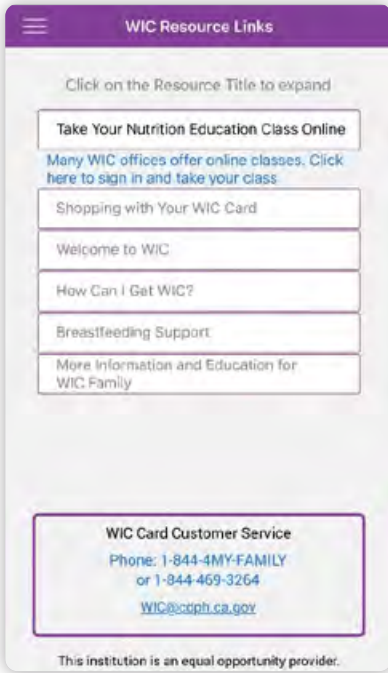 WIC Resource Links
Click on the Resource Title to expand
Take Your Nutrition Education Class Online
Many WIC offices offer online classes. Click
here to sign in and take your class
Shopping with Your WIC Card
Welcome to WIC
How Can I Get WIC?
Breastfeeding Support
More Information and Education for
WIC Family
WIC Card Customer Service
Phone: 1-844-4MY-FAMILY
or 1-844-469-3264
WIC@cdph.ca.gov
This institution is an equal opportunity provider.